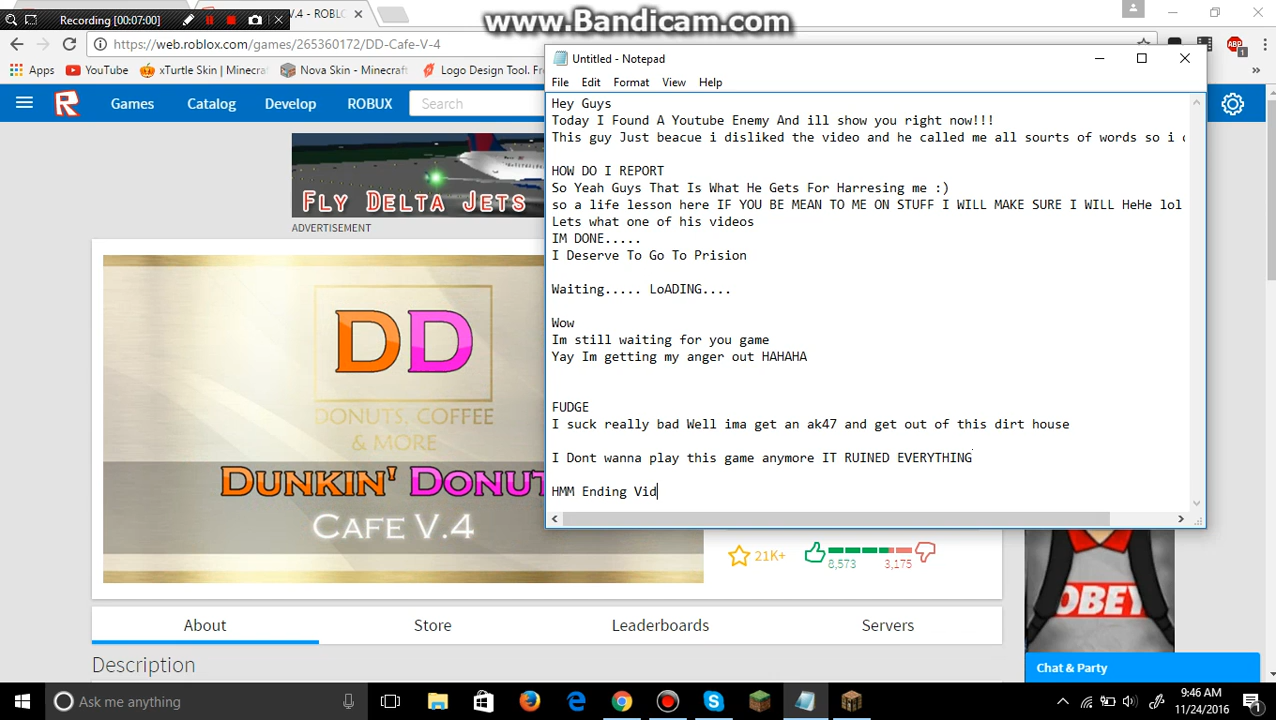 www.Bandicam.com
Recording [00:07:00]
V.4 - ROBLO
https://web.roblox.com/games/265360172/DD-Cafe-V-4
ABP
1
Apps
YouTube
xTurtle Skin | Minecraf
Nova Skin - Minecraft
Logo Design Tool. Fre
Games
Catalog
Develop
ROBUX
Search
Untitled - Notepad
File Edit Format View Help
Hey Guys
Today I Found A Youtube Enemy And ill show you right now!!!
This guy Just beacue i disliked the video and he called me all sourts of words so i
HOW DO I REPORT
So Yeah Guys That Is What He Gets For Harresing me :)
so a life lesson here IF YOU BE MEAN TO ME ON STUFF I WILL MAKE SURE I WILL HeHe lol
Lets what one of his videos
IM DONE.....
I Deserve To Go To Prision
Waiting..... LoADING....
Wow
Im still waiting for you game
Yay Im getting my anger out HAHAHA
FUDGE
I suck really bad Well ima get an ak47 and get out of this dirt house
I Dont wanna play this game anymore IT RUINED EVERYTHING
HMM Ending Vid
FLY DELTA JETS
ADVERTISEMENT
DD
DONUTS, COFFEE
& MORE
DUNKIN' DONU
CAFE V.4
21K+
8,573
3,175
OBEY
About
Store
Leaderboards
Servers
Description
Chat & Party
Ask me anything
9:46 AM
11/24/2016
1